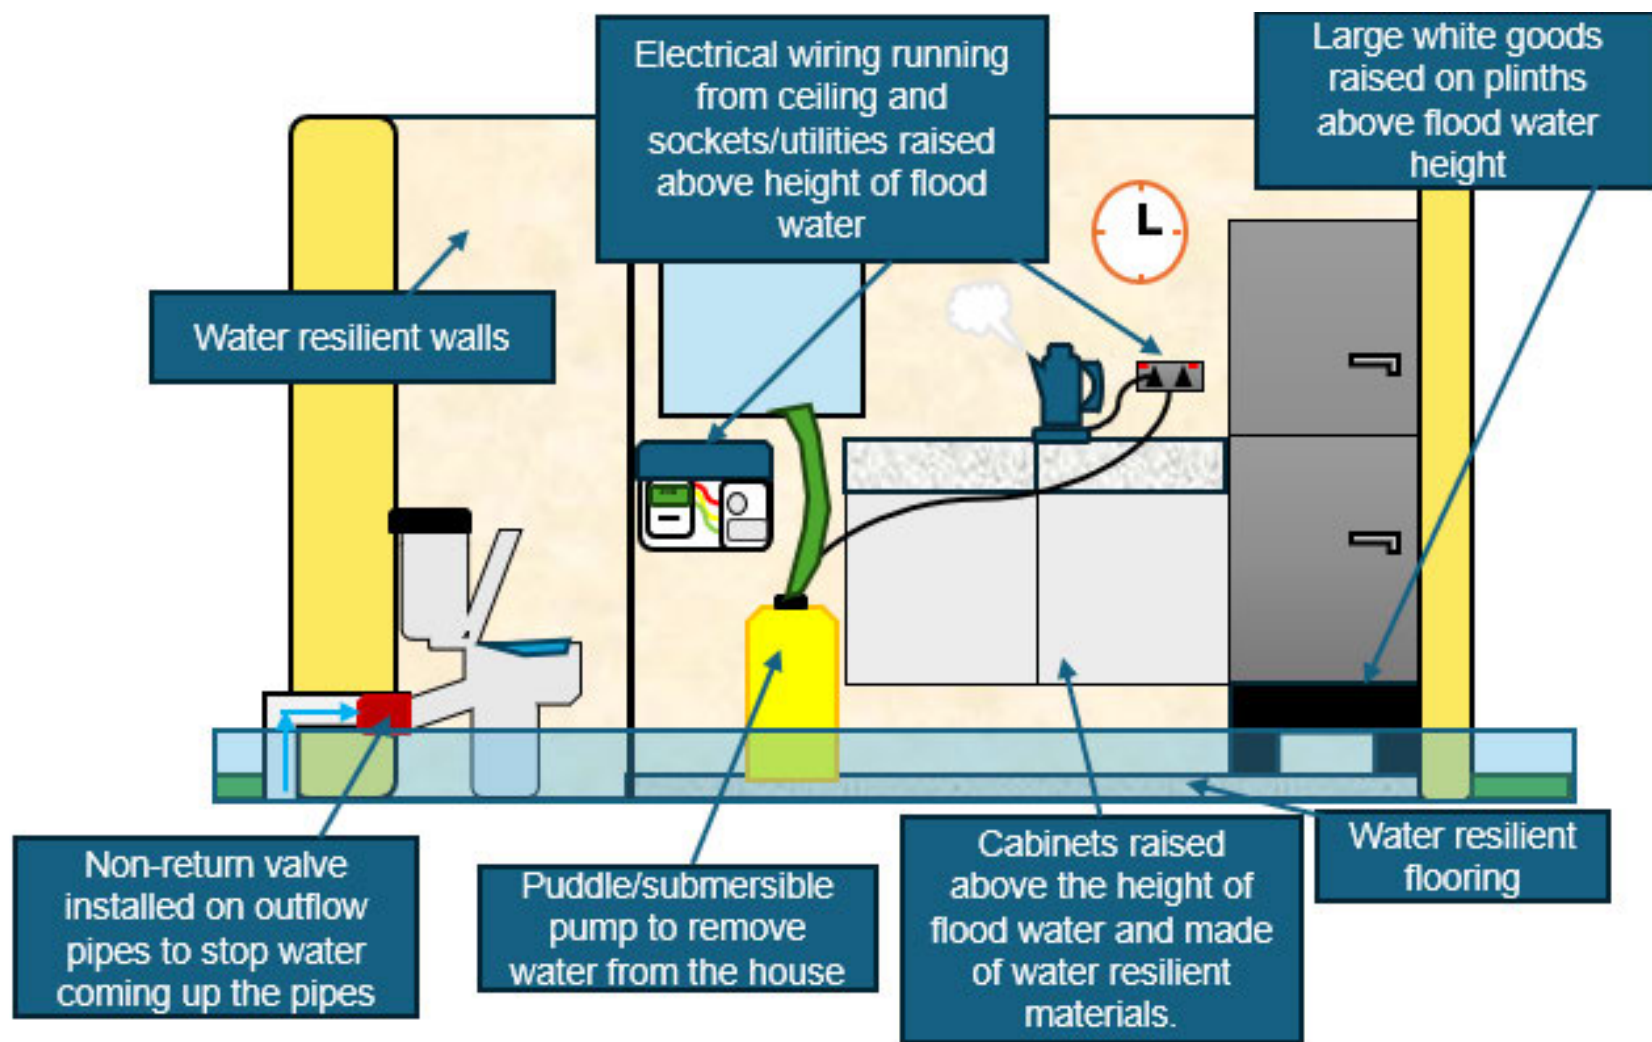 Electrical wiring running
from ceiling and
sockets/utilities raised
above height of flood
water
Large white goods
raised on plinths
above flood water
height
Water resilient walls
Non-return valve
installed on outflow
pipes to stop water
coming up the pipes
Puddle/submersible
pump to remove
water from the house
Cabinets raised
above the height of
flood water and made
of water resilient
materials.
Water resilient
flooring